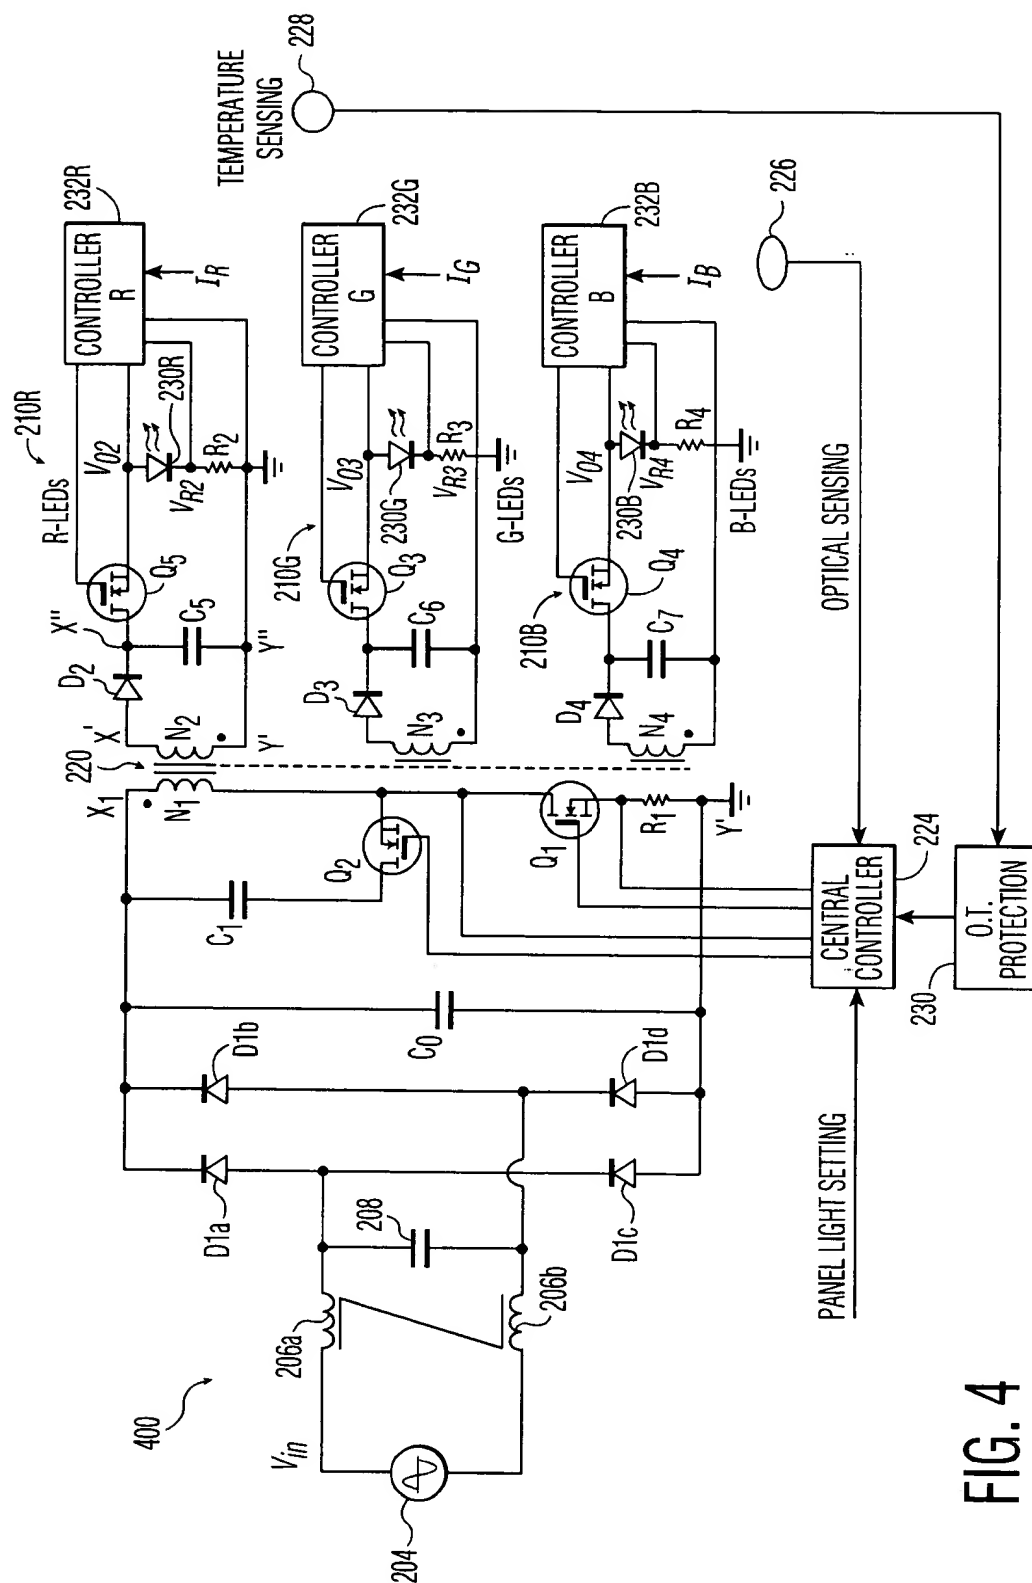 400
V_in
204
206a
206b
208
D1a
D1b
D1c
D1d
C0
C1
Q2
X1
N1
220
Q1
R1
Y'
X'
N2
Y'
D2
X"
C5
Y"
Q5
R-LEDs
210R
V_O2
230R
V_R2
R2
CONTROLLER
R
232R
I_R
D3
N3
C6
Q3
210G
V_O3
230G
V_R3
R3
G-LEDs
CONTROLLER
G
232G
I_G
D4
N4
C7
Q4
210B
V_O4
230B
V_R4
R4
B-LEDs
CONTROLLER
B
232B
I_B
TEMPERATURE
SENSING
228
226
OPTICAL SENSING
PANEL LIGHT SETTING
CENTRAL
CONTROLLER
224
O.T.
PROTECTION
230
FIG. 4